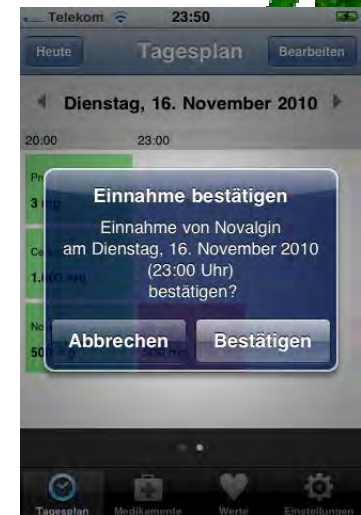 Telekom 23:50
Heute Tagesplan Bearbeiten
Dienstag, 16. November 2010
20:00 23:00
Einnahme bestätigen
Einnahme von Novalgin
am Dienstag, 16. November 2010
(23:00 Uhr)
bestätigen?
Abbrechen Bestätigen
Tagesplan Medikamente Werte Einstellungen